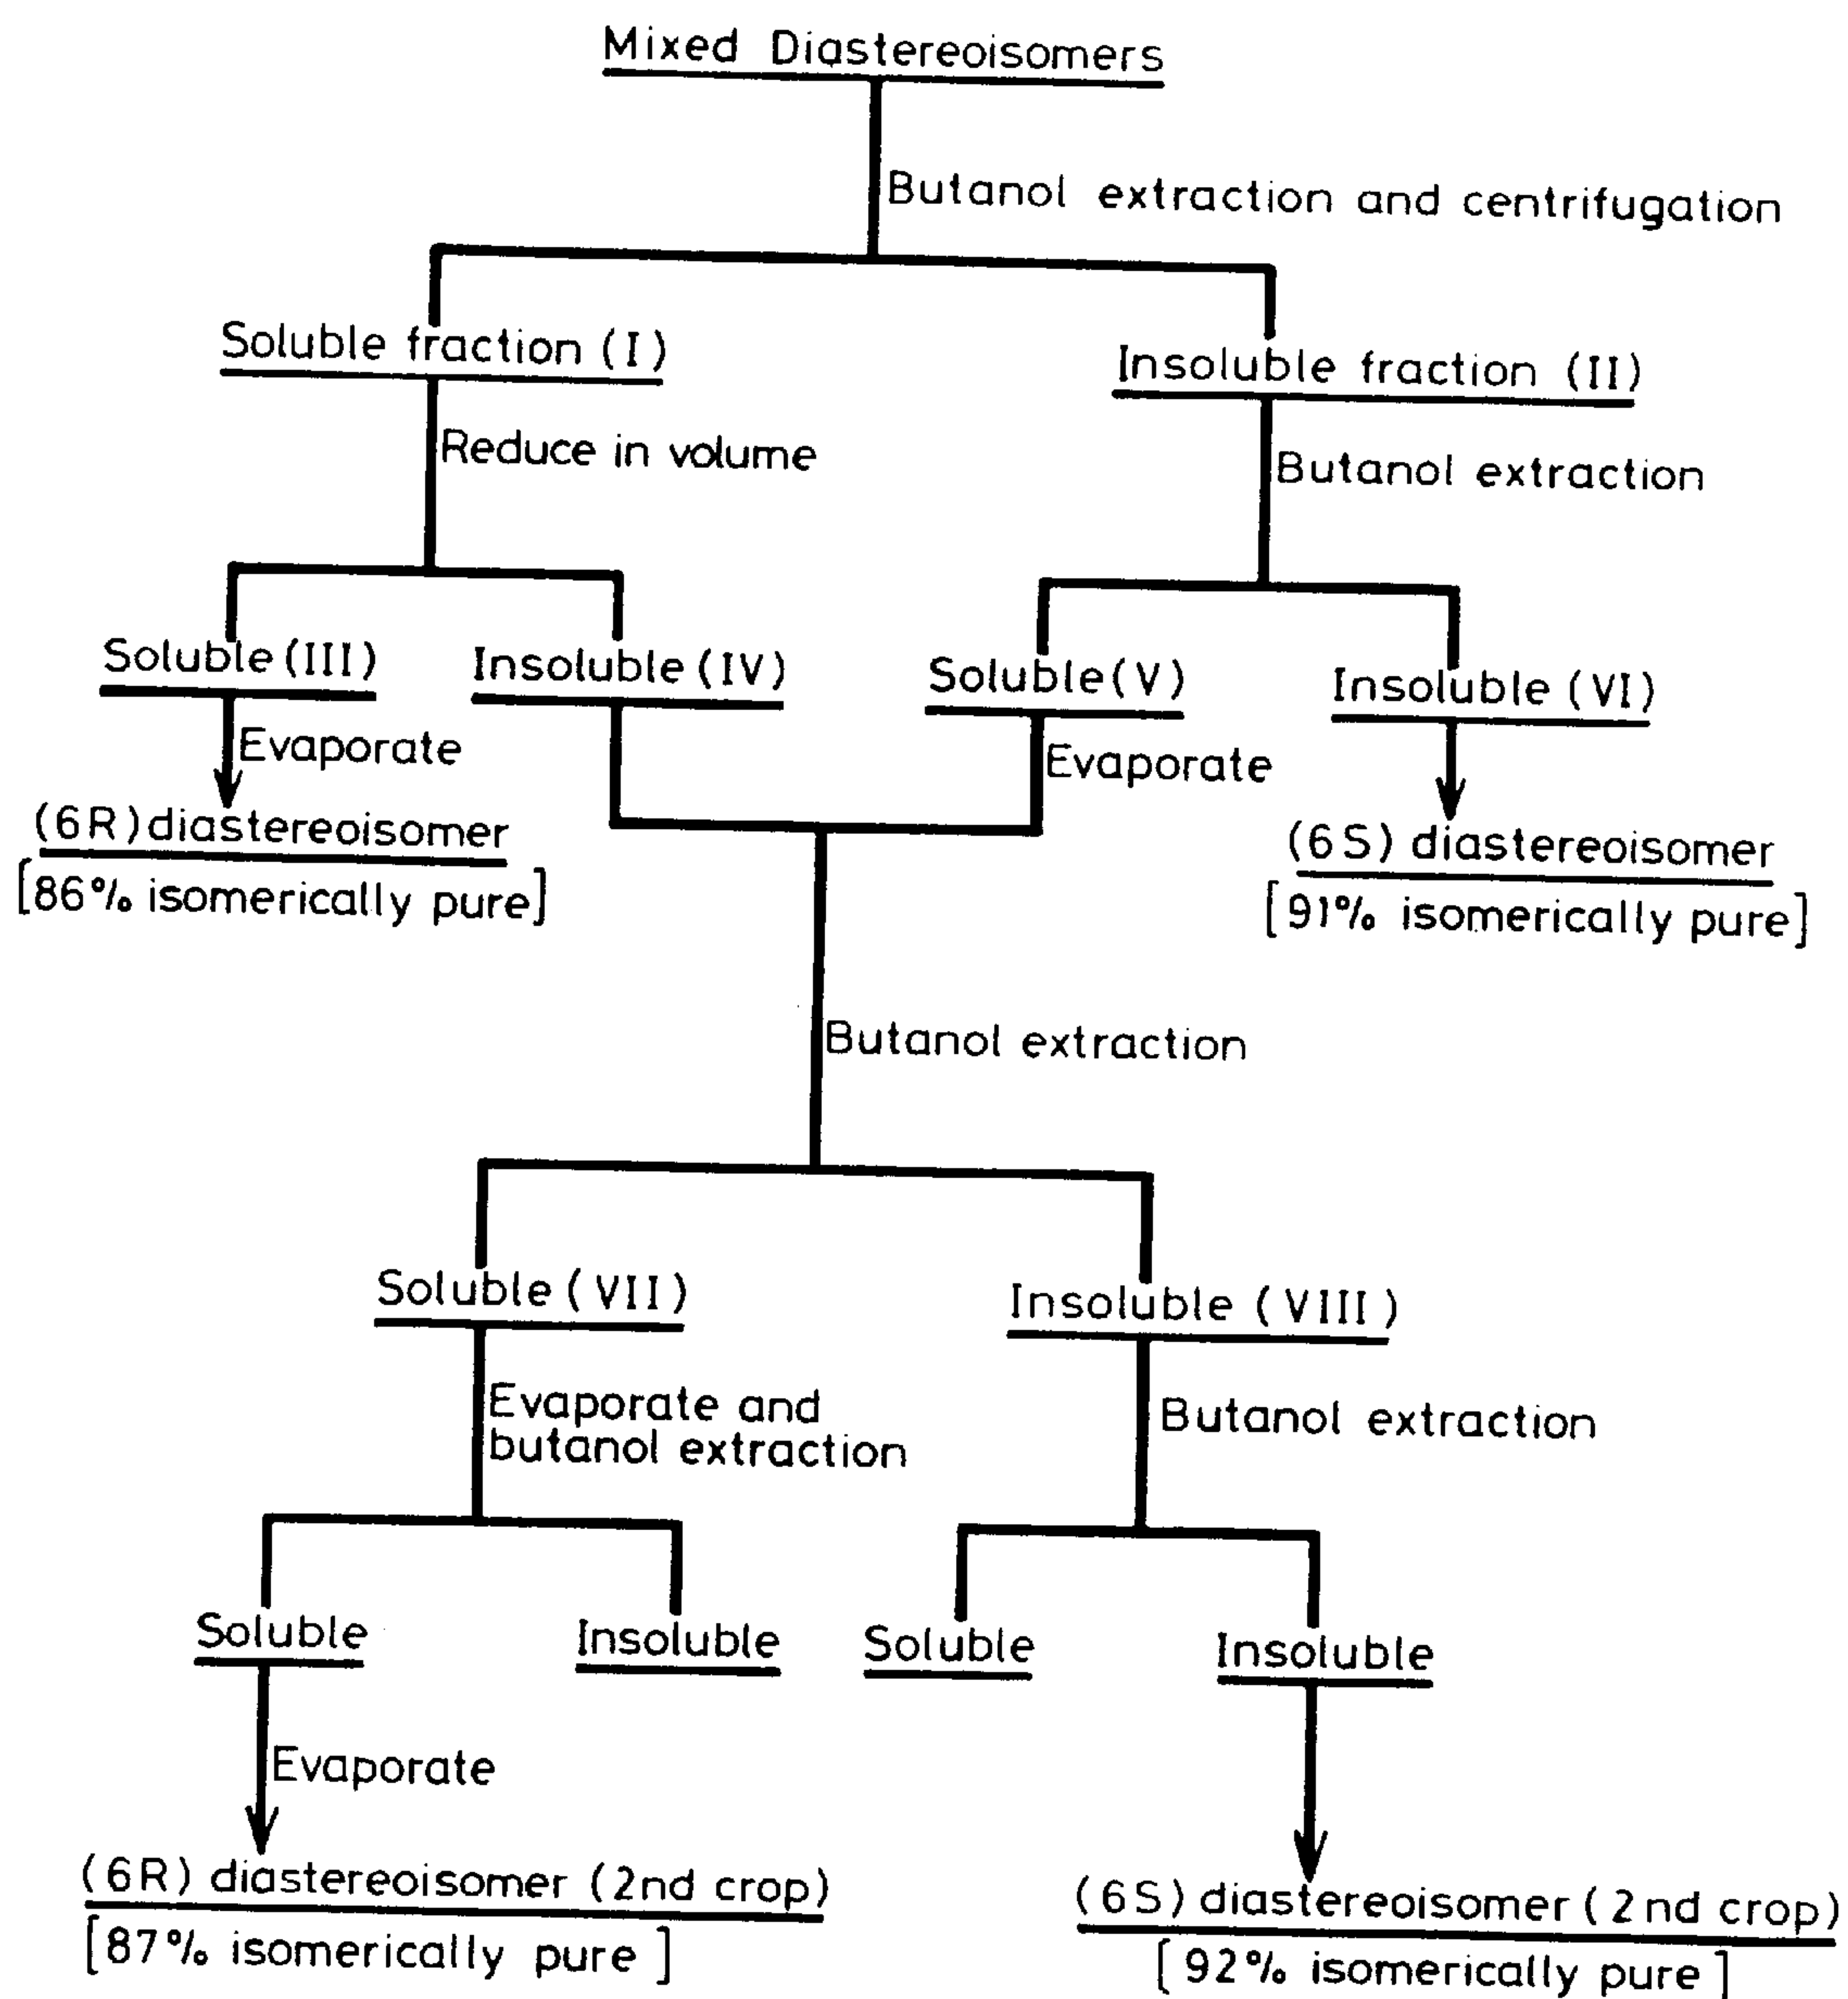 Mixed Diastereoisomers
Butanol extraction and centrifugation
Soluble fraction (I)
Insoluble fraction (II)
Reduce in volume
Butanol extraction
Soluble (III)
Insoluble (IV)
Soluble (V)
Insoluble (VI)
Evaporate
Evaporate
(6R) diastereoisomer
[86% isomerically pure]
(6S) diastereoisomer
[91% isomerically pure]
Butanol extraction
Soluble (VII)
Insoluble (VIII)
Evaporate and
butanol extraction
Butanol extraction
Soluble
Insoluble
Soluble
Insoluble
Evaporate
(6R) diastereoisomer (2nd crop)
[87% isomerically pure]
(6S) diastereoisomer (2nd crop)
[92% isomerically pure]